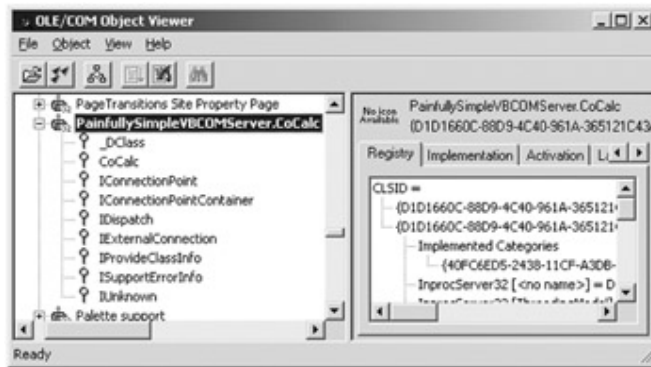 OLE/COM Object Viewer
File Object View Help
PageTransitions Site Property Page
PainfullySimpleVBCOMServer.CoCalc
_DClass
CoCalc
IConnectionPoint
IConnectionPointContainer
IDispatch
IExternalConnection
IProvideClassInfo
ISupportErrorInfo
IUnknown
Palette support
No icon
Available
PainfullySimpleVBCOMServer.CoCalc
{D1D1660C-88D9-4C40-961A-365121C43
Registry Implementation Activation
CLSID =
{D1D1660C-88D9-4C40-961A-365121
{D1D1660C-88D9-4C40-961A-365121
Implemented Categories
{40FC6ED5-2438-11CF-A3DB-
InprocServer32 [<no name>] = D
Ready